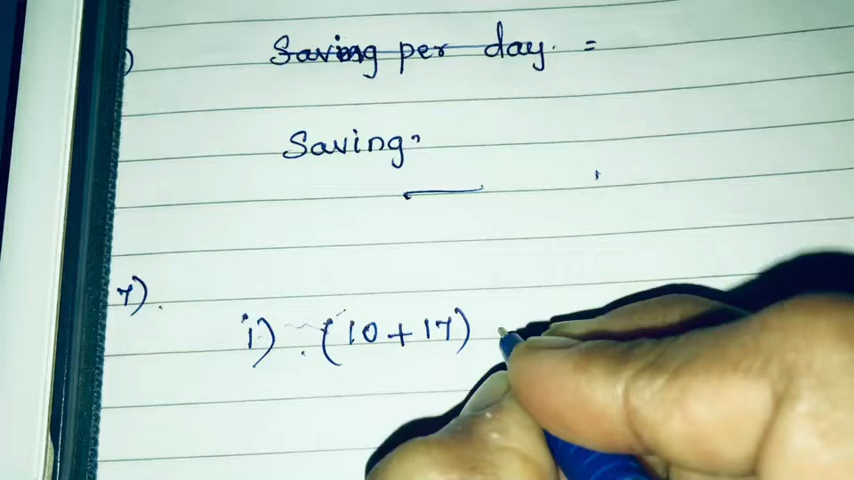 )
Saving per day. =
Saving
7).
i) . (10+17)